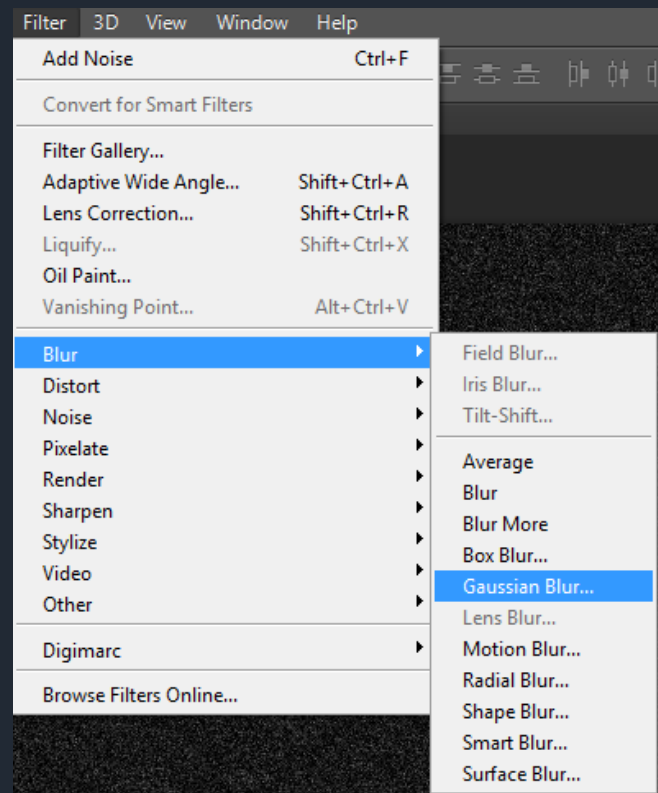 Filter 3D View Window Help
Add Noise Ctrl+F
Convert for Smart Filters
Filter Gallery...
Adaptive Wide Angle... Shift+Ctrl+A
Lens Correction... Shift+Ctrl+R
Liquify... Shift+Ctrl+X
Oil Paint...
Vanishing Point... Alt+Ctrl+V
Blur
Distort
Noise
Pixelate
Render
Sharpen
Stylize
Video
Other
Digimarc
Browse Filters Online...
Field Blur...
Iris Blur...
Tilt-Shift...
Average
Blur
Blur More
Box Blur...
Gaussian Blur...
Lens Blur...
Motion Blur...
Radial Blur...
Shape Blur...
Smart Blur...
Surface Blur...